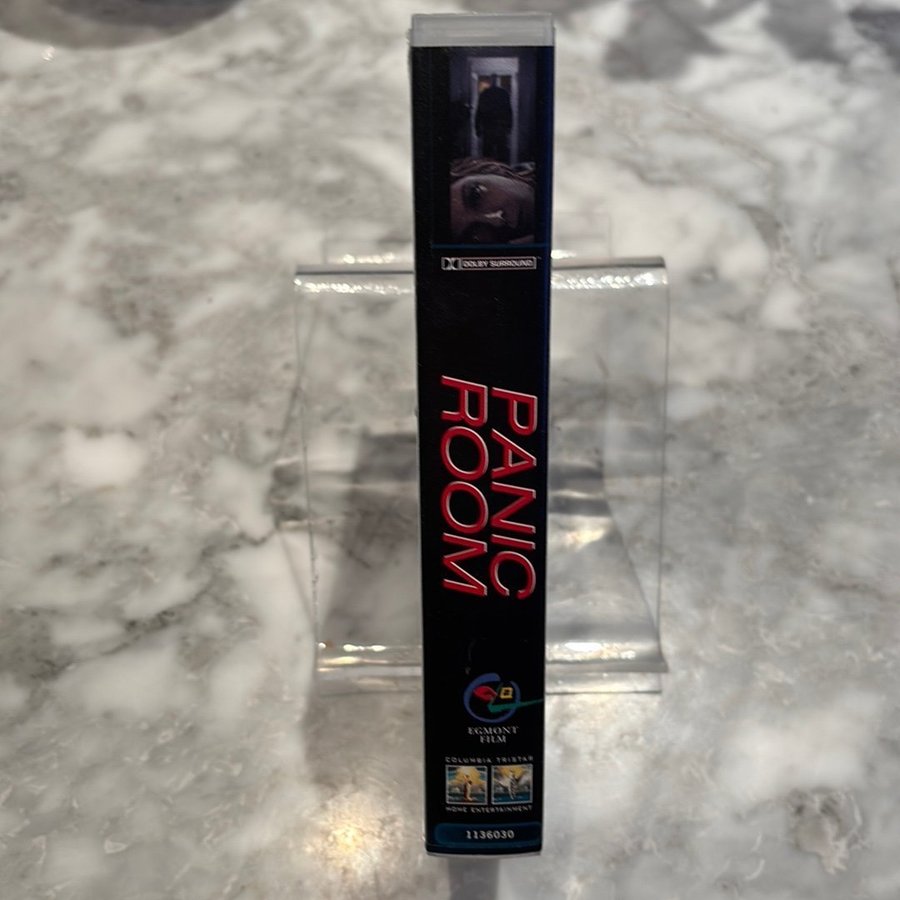 DOLBY SURROUND
PANIC
ROOM
EGMONT
FILM
COLUMBIA TRISTAR
HOME ENTERTAINMENT
1136030